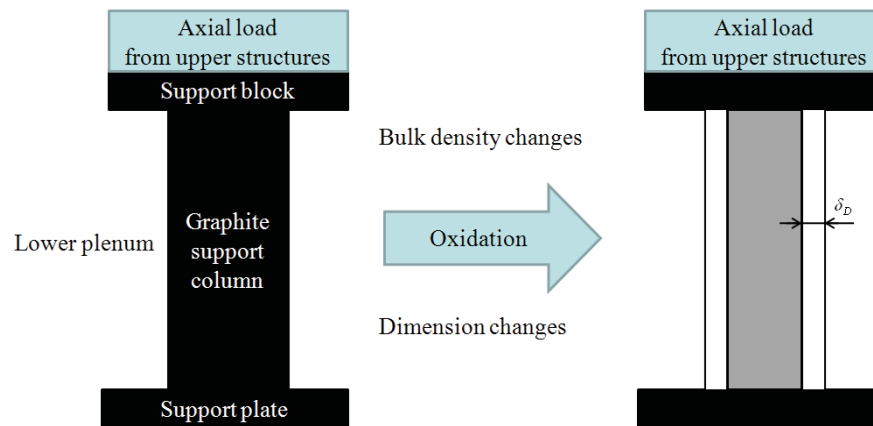 Axial load
from upper structures
Support block
Graphite
support
column
Lower plenum
Support plate
Bulk density changes
Oxidation
Dimension changes
Axial load
from upper structures
δ_D